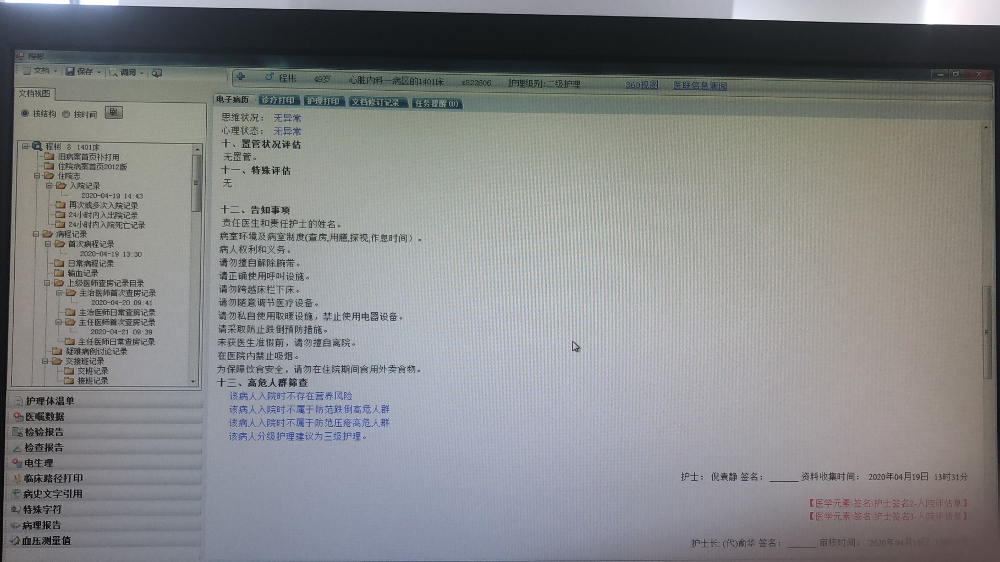 程彬
文档 保存 调阅
程彬 49岁 心脏内科一病区的1401床 z822606 护理级别:二级护理 360视图 医联信息调阅
文档视图
电子病历 诊疗打印 护理打印 文档修订记录 任务提醒(0)
按结构 按时间 刷
程彬 1401床
旧病案首页补打用
住院病案首页2012版
住院志
入院记录
2020-04-19 14:43
再次或多次入院记录
24小时内入出院记录
24小时内入院死亡记录
病程记录
首次病程记录
2020-04-19 13:30
日常病程记录
输血记录
上级医师查房记录目录
主治医师首次查房记录
2020-04-20 09:41
主治医师日常查房记录
主任医师首次查房记录
2020-04-21 09:39
主任医师日常查房记录
疑难病例讨论记录
交接班记录
交班记录
接班记录
护理体温单
医嘱数据
检验报告
检查报告
电生理
临床路径打印
病史文字引用
特殊字符
病理报告
血压测量值
思维状况： 无异常
心理状态： 无异常
十、置管状况评估
无置管。
十一、特殊评估
无
十二、告知事项
责任医生和责任护士的姓名。
病室环境及病室制度(查房,用膳,探视,作息时间）。
病人权利和义务。
请勿擅自解除腕带。
请正确使用呼叫设施。
请勿跨越床栏下床。
请勿随意调节医疗设备。
请勿私自使用取暖设施，禁止使用电器设备。
请采取防止跌倒预防措施。
未获医生准假前，请勿擅自离院。
在医院内禁止吸烟。
为保障饮食安全，请勿在住院期间食用外卖食物。
十三、高危人群筛查
该病人入院时不存在营养风险
该病人入院时不属于防范跌倒高危人群
该病人入院时不属于防范压疮高危人群
该病人分级护理建议为三级护理。
护士： 倪袁静 签名： ______ 资料收集时间： 2020年04月19日 13时31分
【医学元素\签名\护士签名2-入院评估单】
【医学元素\签名\护士签名3-入院评估单】
护士长: (代)俞华 签名： ______ 审核时间： 2020年04月19日